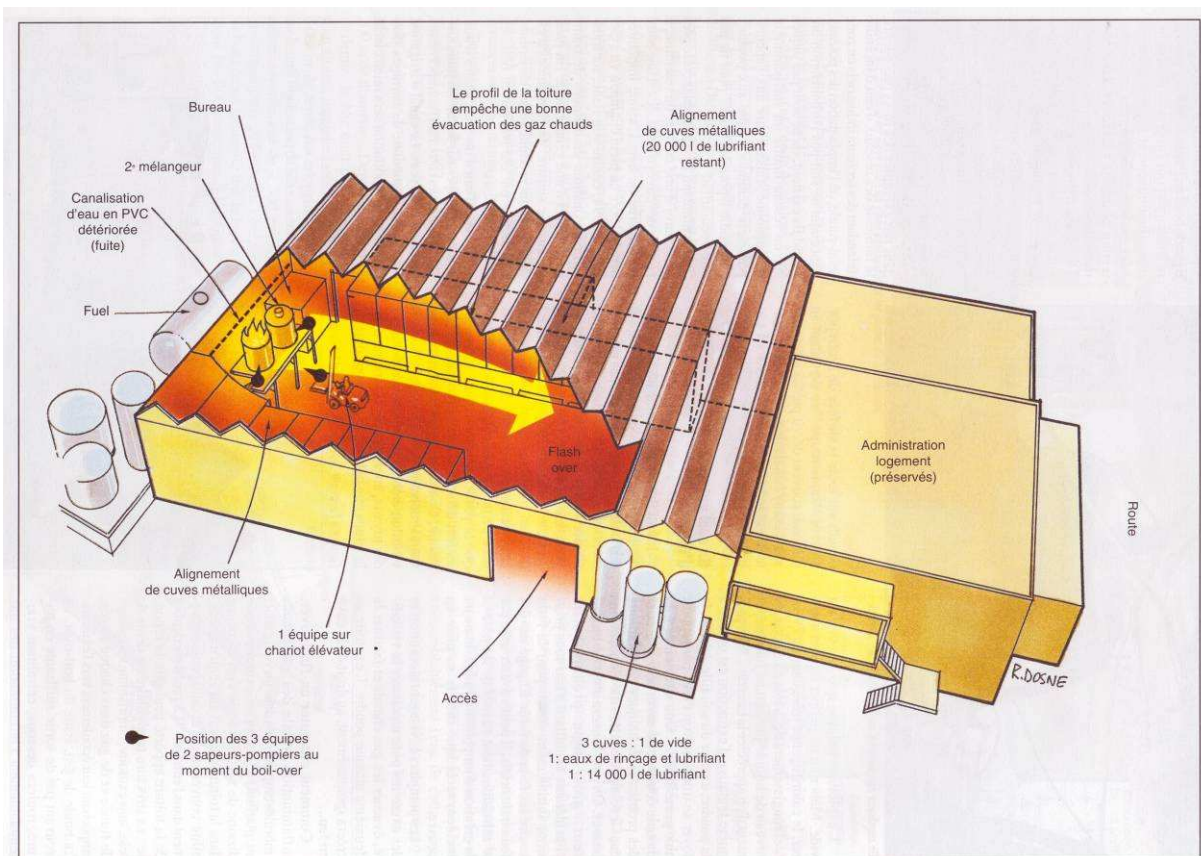 Le profil de la toiture
empêche une bonne
évacuation des gaz chauds
Alignement
de cuves métalliques
(20 000 l de lubrifiant
restant)
Bureau
2e mélangeur
Canalisation
d'eau en PVC
détériorée
(fuite)
Fuel
Flash
over
Administration
logement
(préservés)
Route
Alignement
de cuves métalliques
1 équipe sur
chariot élévateur
Accès
R.DOSNE
Position des 3 équipes
de 2 sapeurs-pompiers au
moment du boil-over
3 cuves : 1 de vide
1: eaux de rinçage et lubrifiant
1 : 14 000 l de lubrifiant